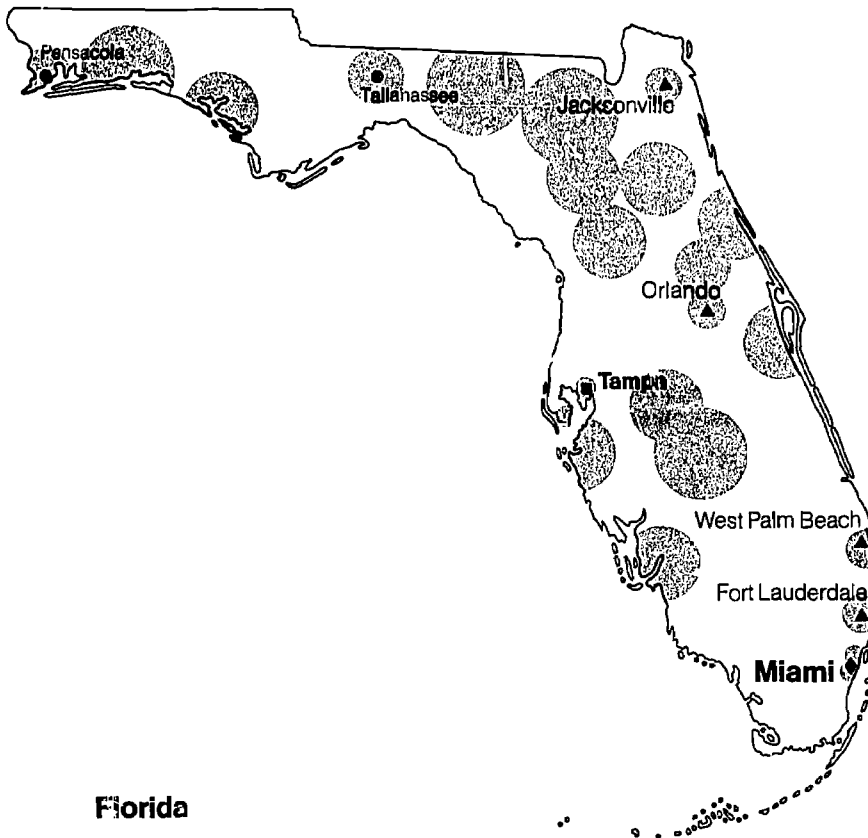 Pensacola
Tallahassee
Jacksonville
Orlando
Tampa
West Palm Beach
Fort Lauderdale
Miami
Florida